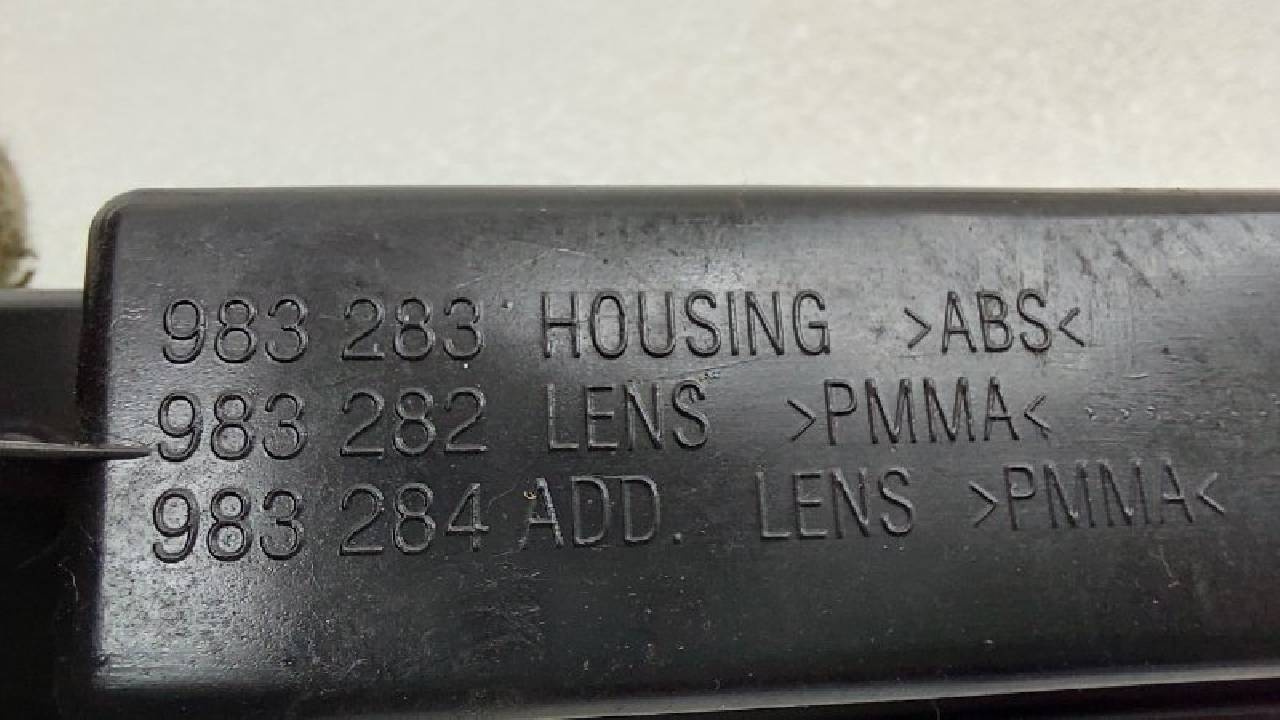 983 283 HOUSING >ABS<
983 282 LENS >PMMA<
983 284 ADD. LENS >PMMA<